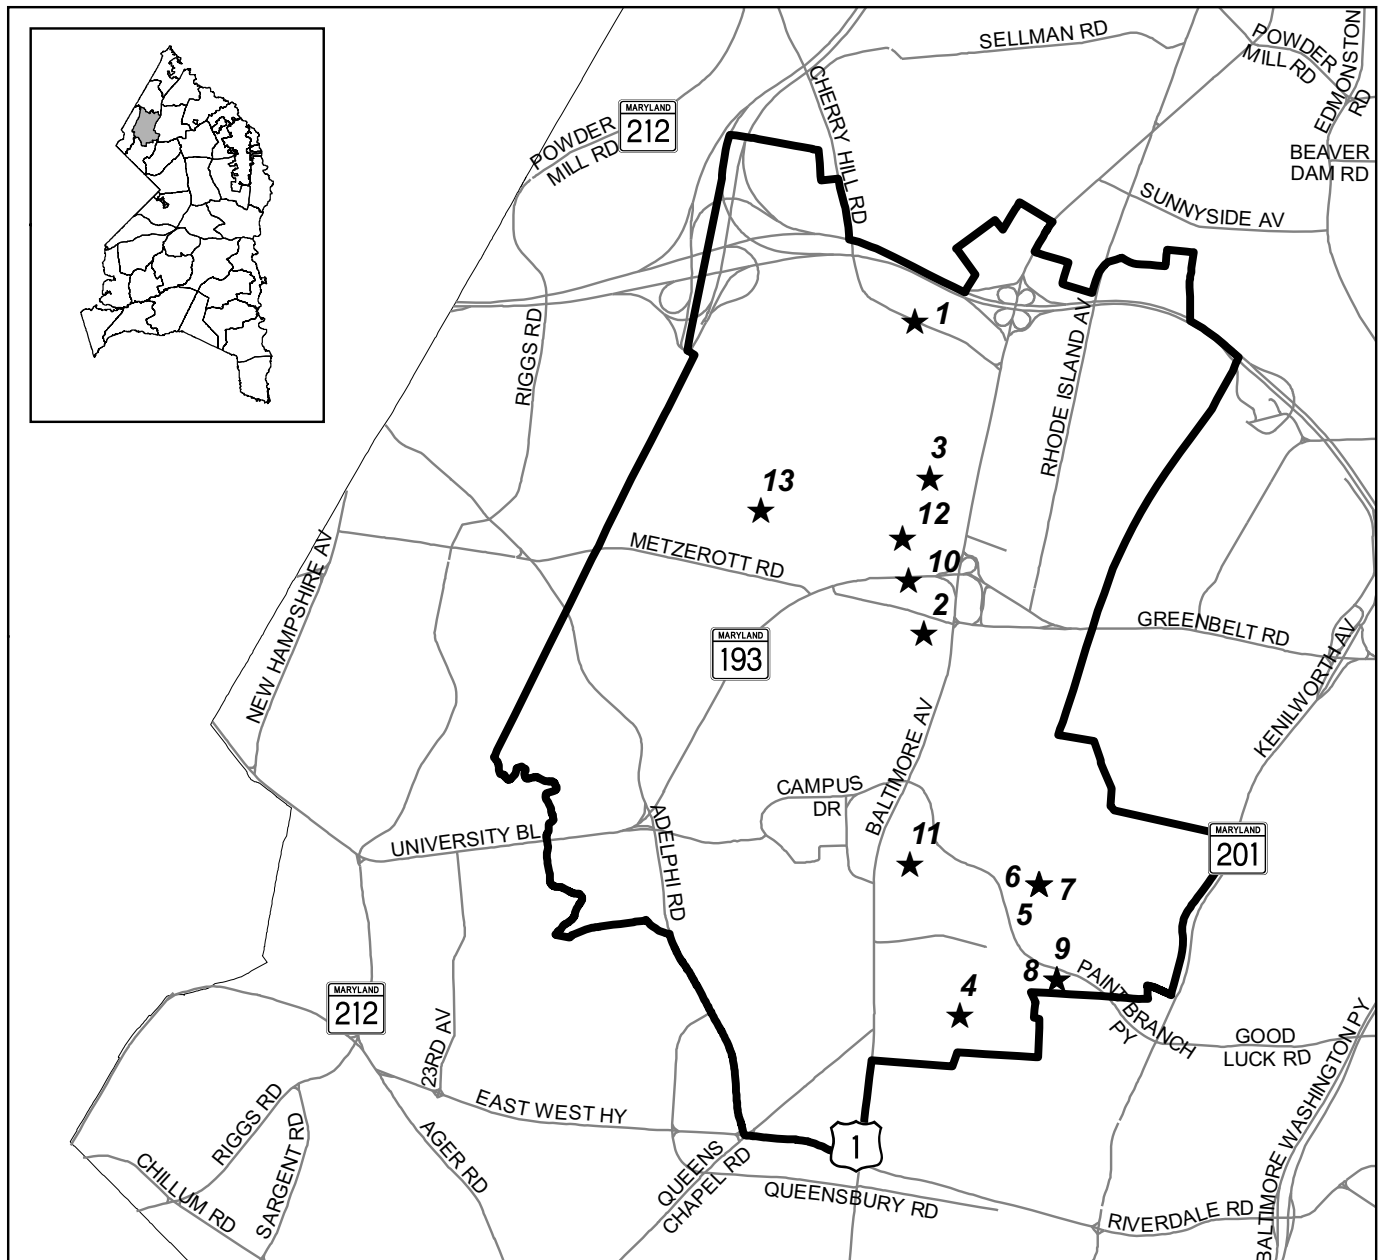 SELLMAN RD
POWDER
MILL RD
EDMONSTON
RD
CHERRY HILL RD
MARYLAND
212
POWDER
MILL RD
BEAVER
DAM RD
SUNNYSIDE AV
1
RIGGS RD
RHODE ISLAND AV
3
13
12
METZEROTT RD
10
2
NEW HAMPSHIRE AV
GREENBELT RD
MARYLAND
193
KENILWORTH AV
BALTIMORE AV
CAMPUS
DR
ADELPHI RD
UNIVERSITY BL
11
MARYLAND
201
6
7
5
9
8
PAINT BRANCH
PY
4
MARYLAND
212
23RD AV
GOOD
LUCK RD
BALTIMORE WASHINGTON PY
EAST WEST HY
RIGGS RD
SARGENT RD
AGER RD
CHILLUM RD
QUEENS
CHAPEL RD
1
QUEENSBURY RD
RIVERDALE RD